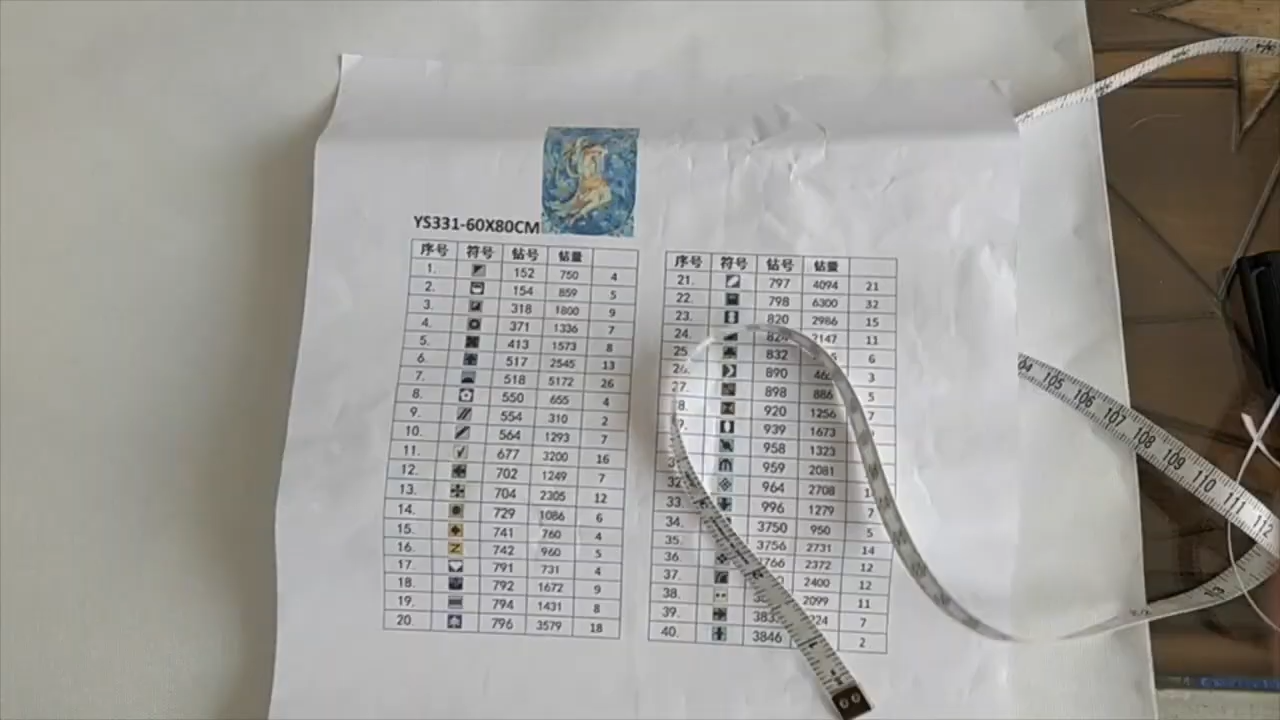 YS331-60X80CM
序号 符号 钻号 钻量
1. 152 750 4
2. 154 859 5
3. 318 1800 9
4. 371 1336 7
5. 413 1573 8
6. 517 2545 13
7. 518 5172 26
8. 550 655 4
9. 554 310 2
10. 564 1293 7
11. 677 3200 16
12. 702 1249 7
13. 704 2305 12
14. 729 1086 6
15. 741 760 4
16. 742 960 5
17. 791 731 4
18. 792 1672 9
19. 794 1431 8
20. 796 3579 18
序号 符号 钻号 钻量
21. 797 4094 21
22. 798 6300 32
23. 820 2986 15
24. 2147 11
25. 832 6
26. 890 3
27. 898 886 5
920 1256 7
939 1673
958 1323
959 2081
32. 964 2708
33. 996 1279 7
34. 3750 950 5
35. 3756 2731 14
36. 2372 12
37. 2400 12
38. 2099 11
39. 7
40. 3846 2
105 106 107 108 109 110 111 112